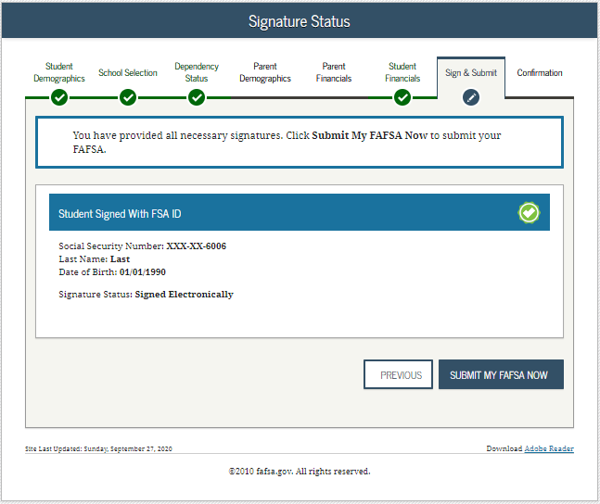 Signature Status
Student Demographics
School Selection
Dependency Status
Parent Demographics
Parent Financials
Student Financials
Sign & Submit
Confirmation
You have provided all necessary signatures. Click Submit My FAFSA Now to submit your
FAFSA.
Student Signed With FSA ID
Social Security Number: XXX-XX-6006
Last Name: Last
Date of Birth: 01/01/1990
Signature Status: Signed Electronically
PREVIOUS
SUBMIT MY FAFSA NOW
Site Last Updated: Sunday, September 27, 2020
Download Adobe Reader
©2010 fafsa.gov. All rights reserved.